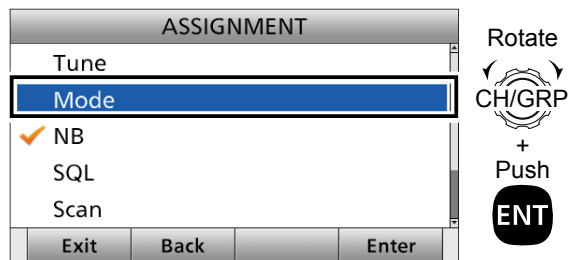 ASSIGNMENT
Tune
Mode
NB
SQL
Scan
Exit Back Enter
Rotate
CH/GRP
+
Push
ENT